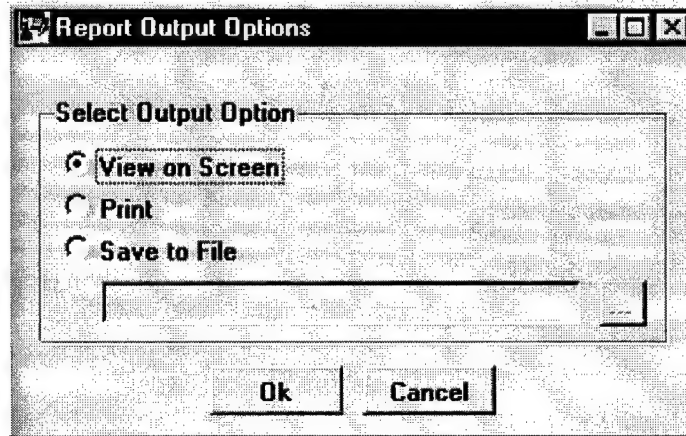 Report Output Options
Select Output Option
View on Screen
Print
Save to File
...
Ok
Cancel